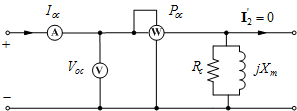 I_oc
P_oc
I'_2 = 0
+
A
W
V_oc
V
R_c
jX_m
−